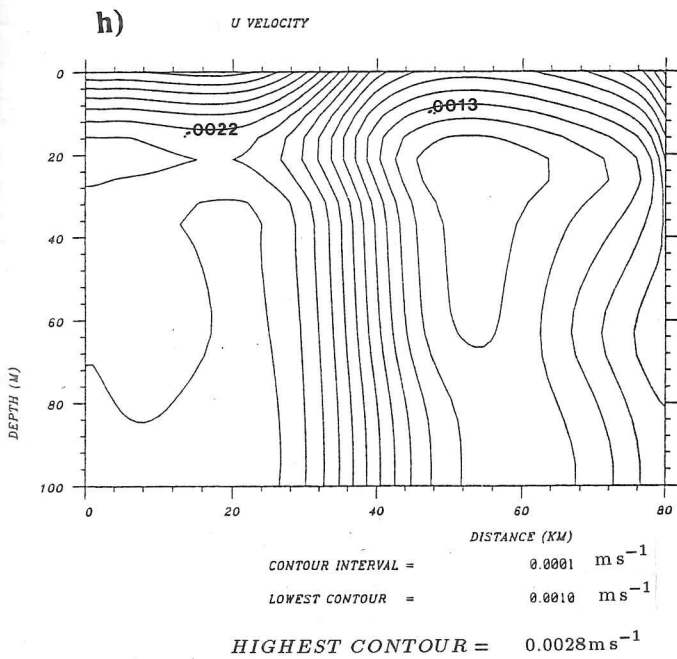 h) U VELOCITY
0
.0022
.0013
20
40
60
80
100
DEPTH (M)
0 20 40 60 80
DISTANCE (KM)
CONTOUR INTERVAL = 0.0001 m s⁻¹
LOWEST CONTOUR = 0.0010 m s⁻¹
HIGHEST CONTOUR = 0.0028 m s⁻¹